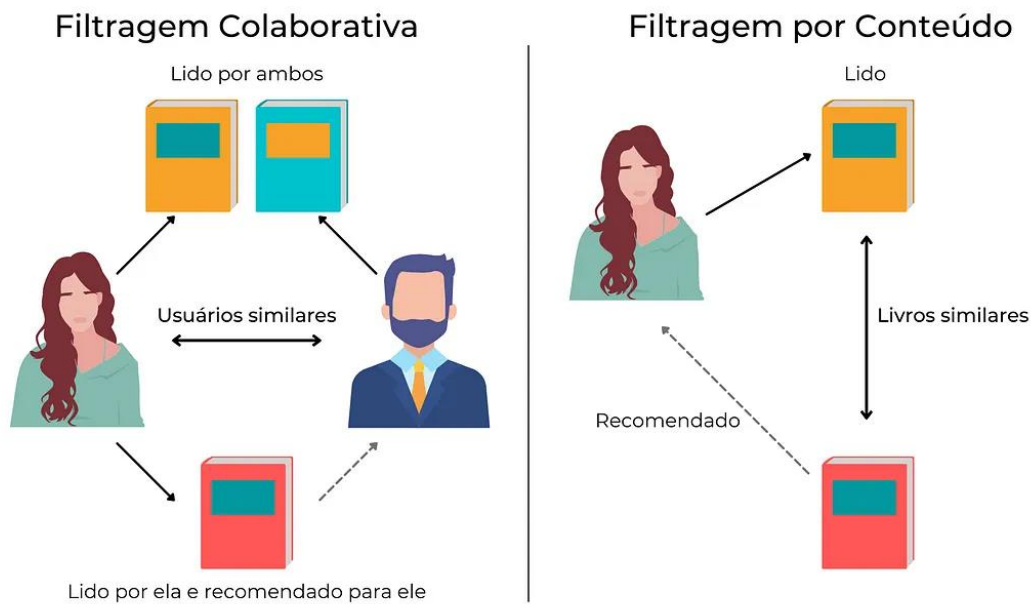 Filtragem Colaborativa
Lido por ambos
Usuários similares
Lido por ela e recomendado para ele
Filtragem por Conteúdo
Lido
Livros similares
Recomendado